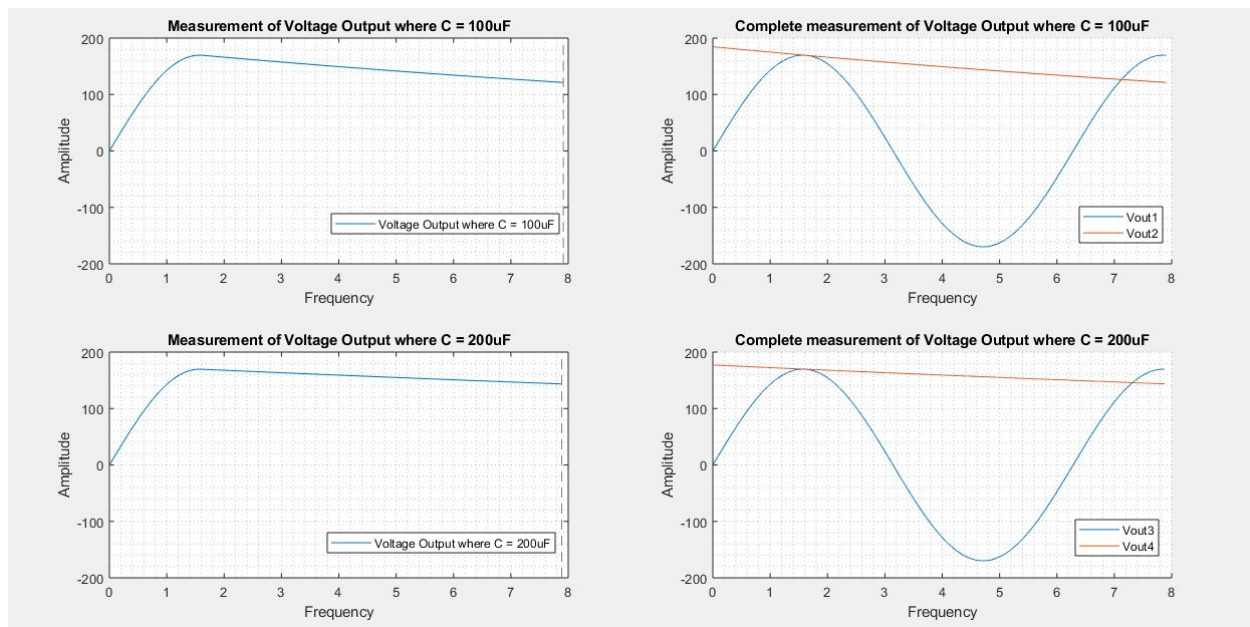 Measurement of Voltage Output where C = 100uF
200
100
0
-100
-200
Amplitude
0 1 2 3 4 5 6 7 8
Frequency
Voltage Output where C = 100uF
Complete measurement of Voltage Output where C = 100uF
200
100
0
-100
-200
Amplitude
0 1 2 3 4 5 6 7 8
Frequency
Vout1
Vout2
Measurement of Voltage Output where C = 200uF
200
100
0
-100
-200
Amplitude
0 1 2 3 4 5 6 7 8
Frequency
Voltage Output where C = 200uF
Complete measurement of Voltage Output where C = 200uF
200
100
0
-100
-200
Amplitude
0 1 2 3 4 5 6 7 8
Frequency
Vout3
Vout4